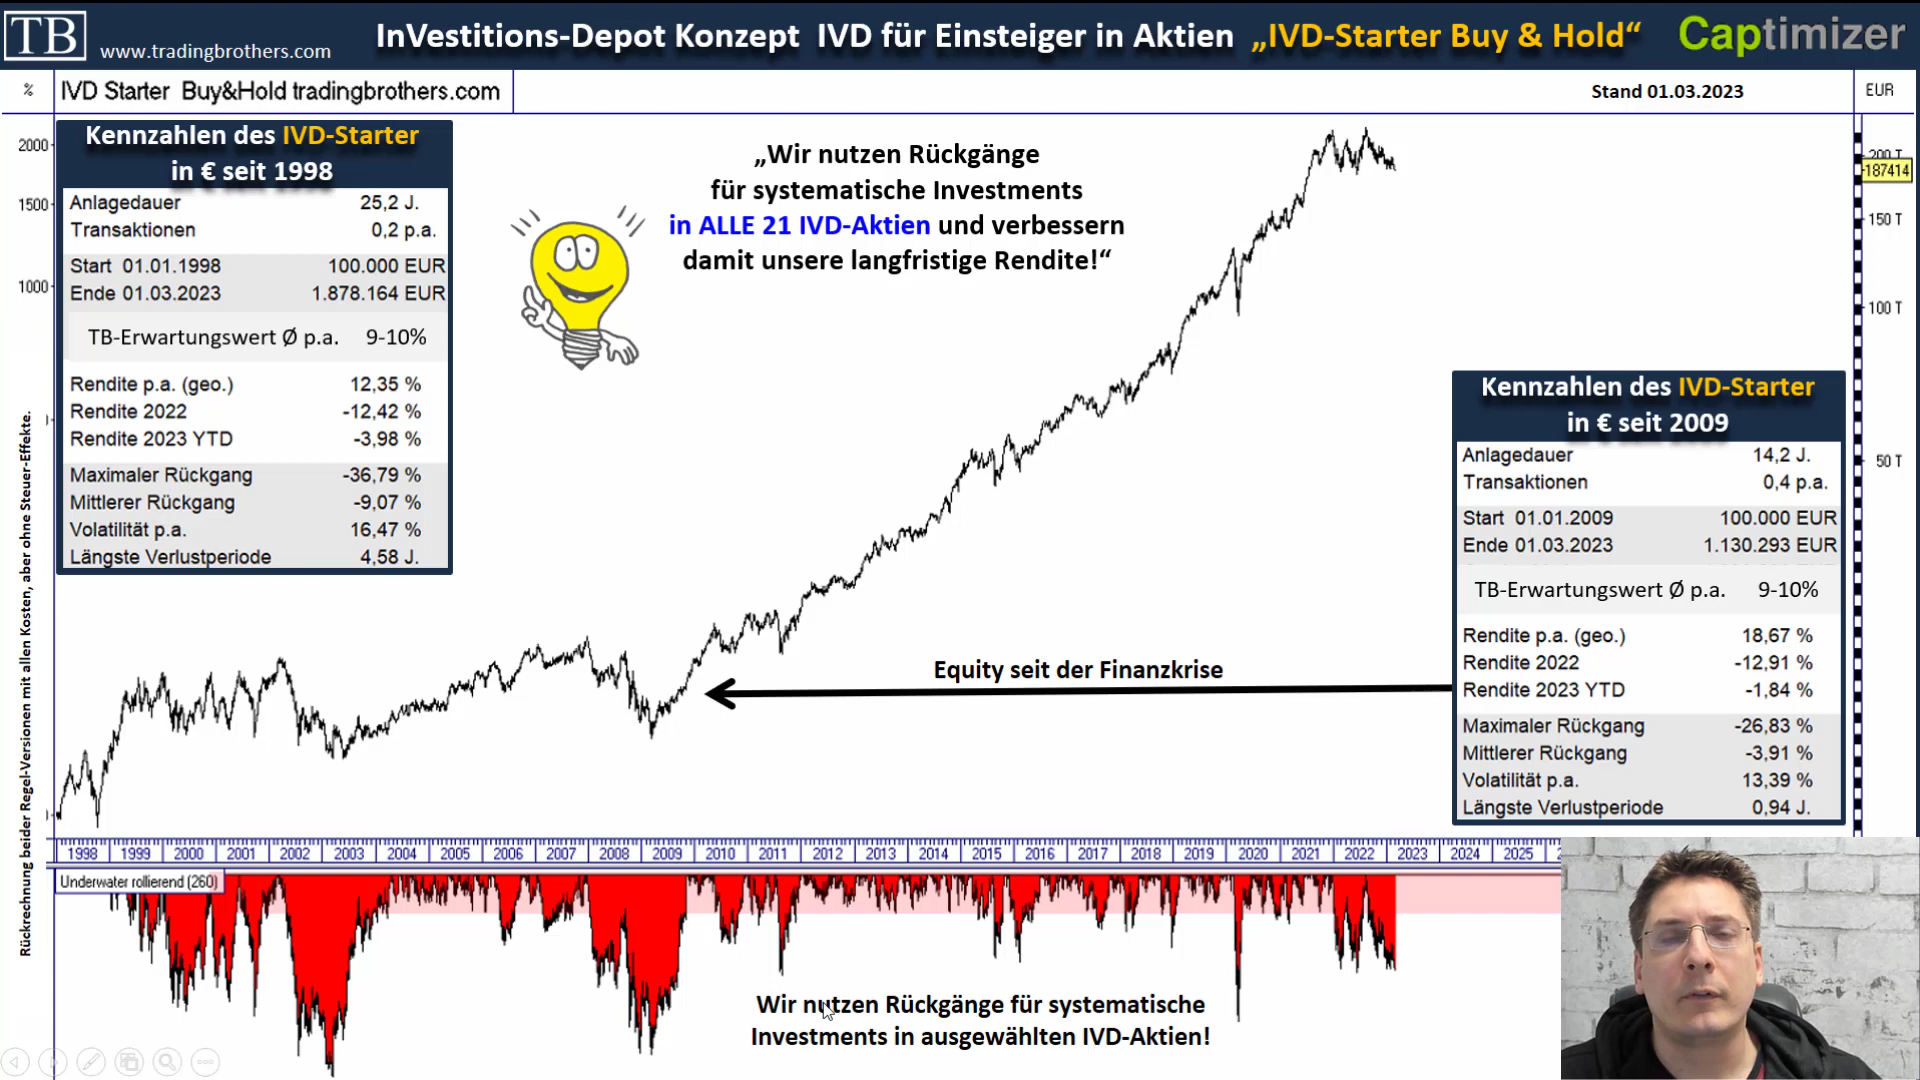 TB
www.tradingbrothers.com
InVestitions-Depot Konzept IVD für Einsteiger in Aktien „IVD-Starter Buy & Hold“
Captimizer
%
IVD Starter Buy&Hold tradingbrothers.com
Stand 01.03.2023
EUR
Kennzahlen des IVD-Starter
in € seit 1998
Anlagedauer 25,2 J.
Transaktionen 0,2 p.a.
Start 01.01.1998 100.000 EUR
Ende 01.03.2023 1.878.164 EUR
TB-Erwartungswert Ø p.a. 9-10%
Rendite p.a. (geo.) 12,35 %
Rendite 2022 -12,42 %
Rendite 2023 YTD -3,98 %
Maximaler Rückgang -36,79 %
Mittlerer Rückgang -9,07 %
Volatilität p.a. 16,47 %
Längste Verlustperiode 4,58 J.
„Wir nutzen Rückgänge
für systematische Investments
in ALLE 21 IVD-Aktien und verbessern
damit unsere langfristige Rendite!“
2000
1500
1000
200 T
187414
150 T
100 T
50 T
Kennzahlen des IVD-Starter
in € seit 2009
Anlagedauer 14,2 J.
Transaktionen 0,4 p.a.
Start 01.01.2009 100.000 EUR
Ende 01.03.2023 1.130.293 EUR
TB-Erwartungswert Ø p.a. 9-10%
Rendite p.a. (geo.) 18,67 %
Rendite 2022 -12,91 %
Rendite 2023 YTD -1,84 %
Maximaler Rückgang -26,83 %
Mittlerer Rückgang -3,91 %
Volatilität p.a. 13,39 %
Längste Verlustperiode 0,94 J.
Equity seit der Finanzkrise
Rückrechnung beider Regel-Versionen mit allen Kosten, aber ohne Steuer-Effekte.
1998 1999 2000 2001 2002 2003 2004 2005 2006 2007 2008 2009 2010 2011 2012 2013 2014 2015 2016 2017 2018 2019 2020 2021 2022 2023 2024 2025
Underwater rollierend (260)
Wir nutzen Rückgänge für systematische
Investments in ausgewählten IVD-Aktien!